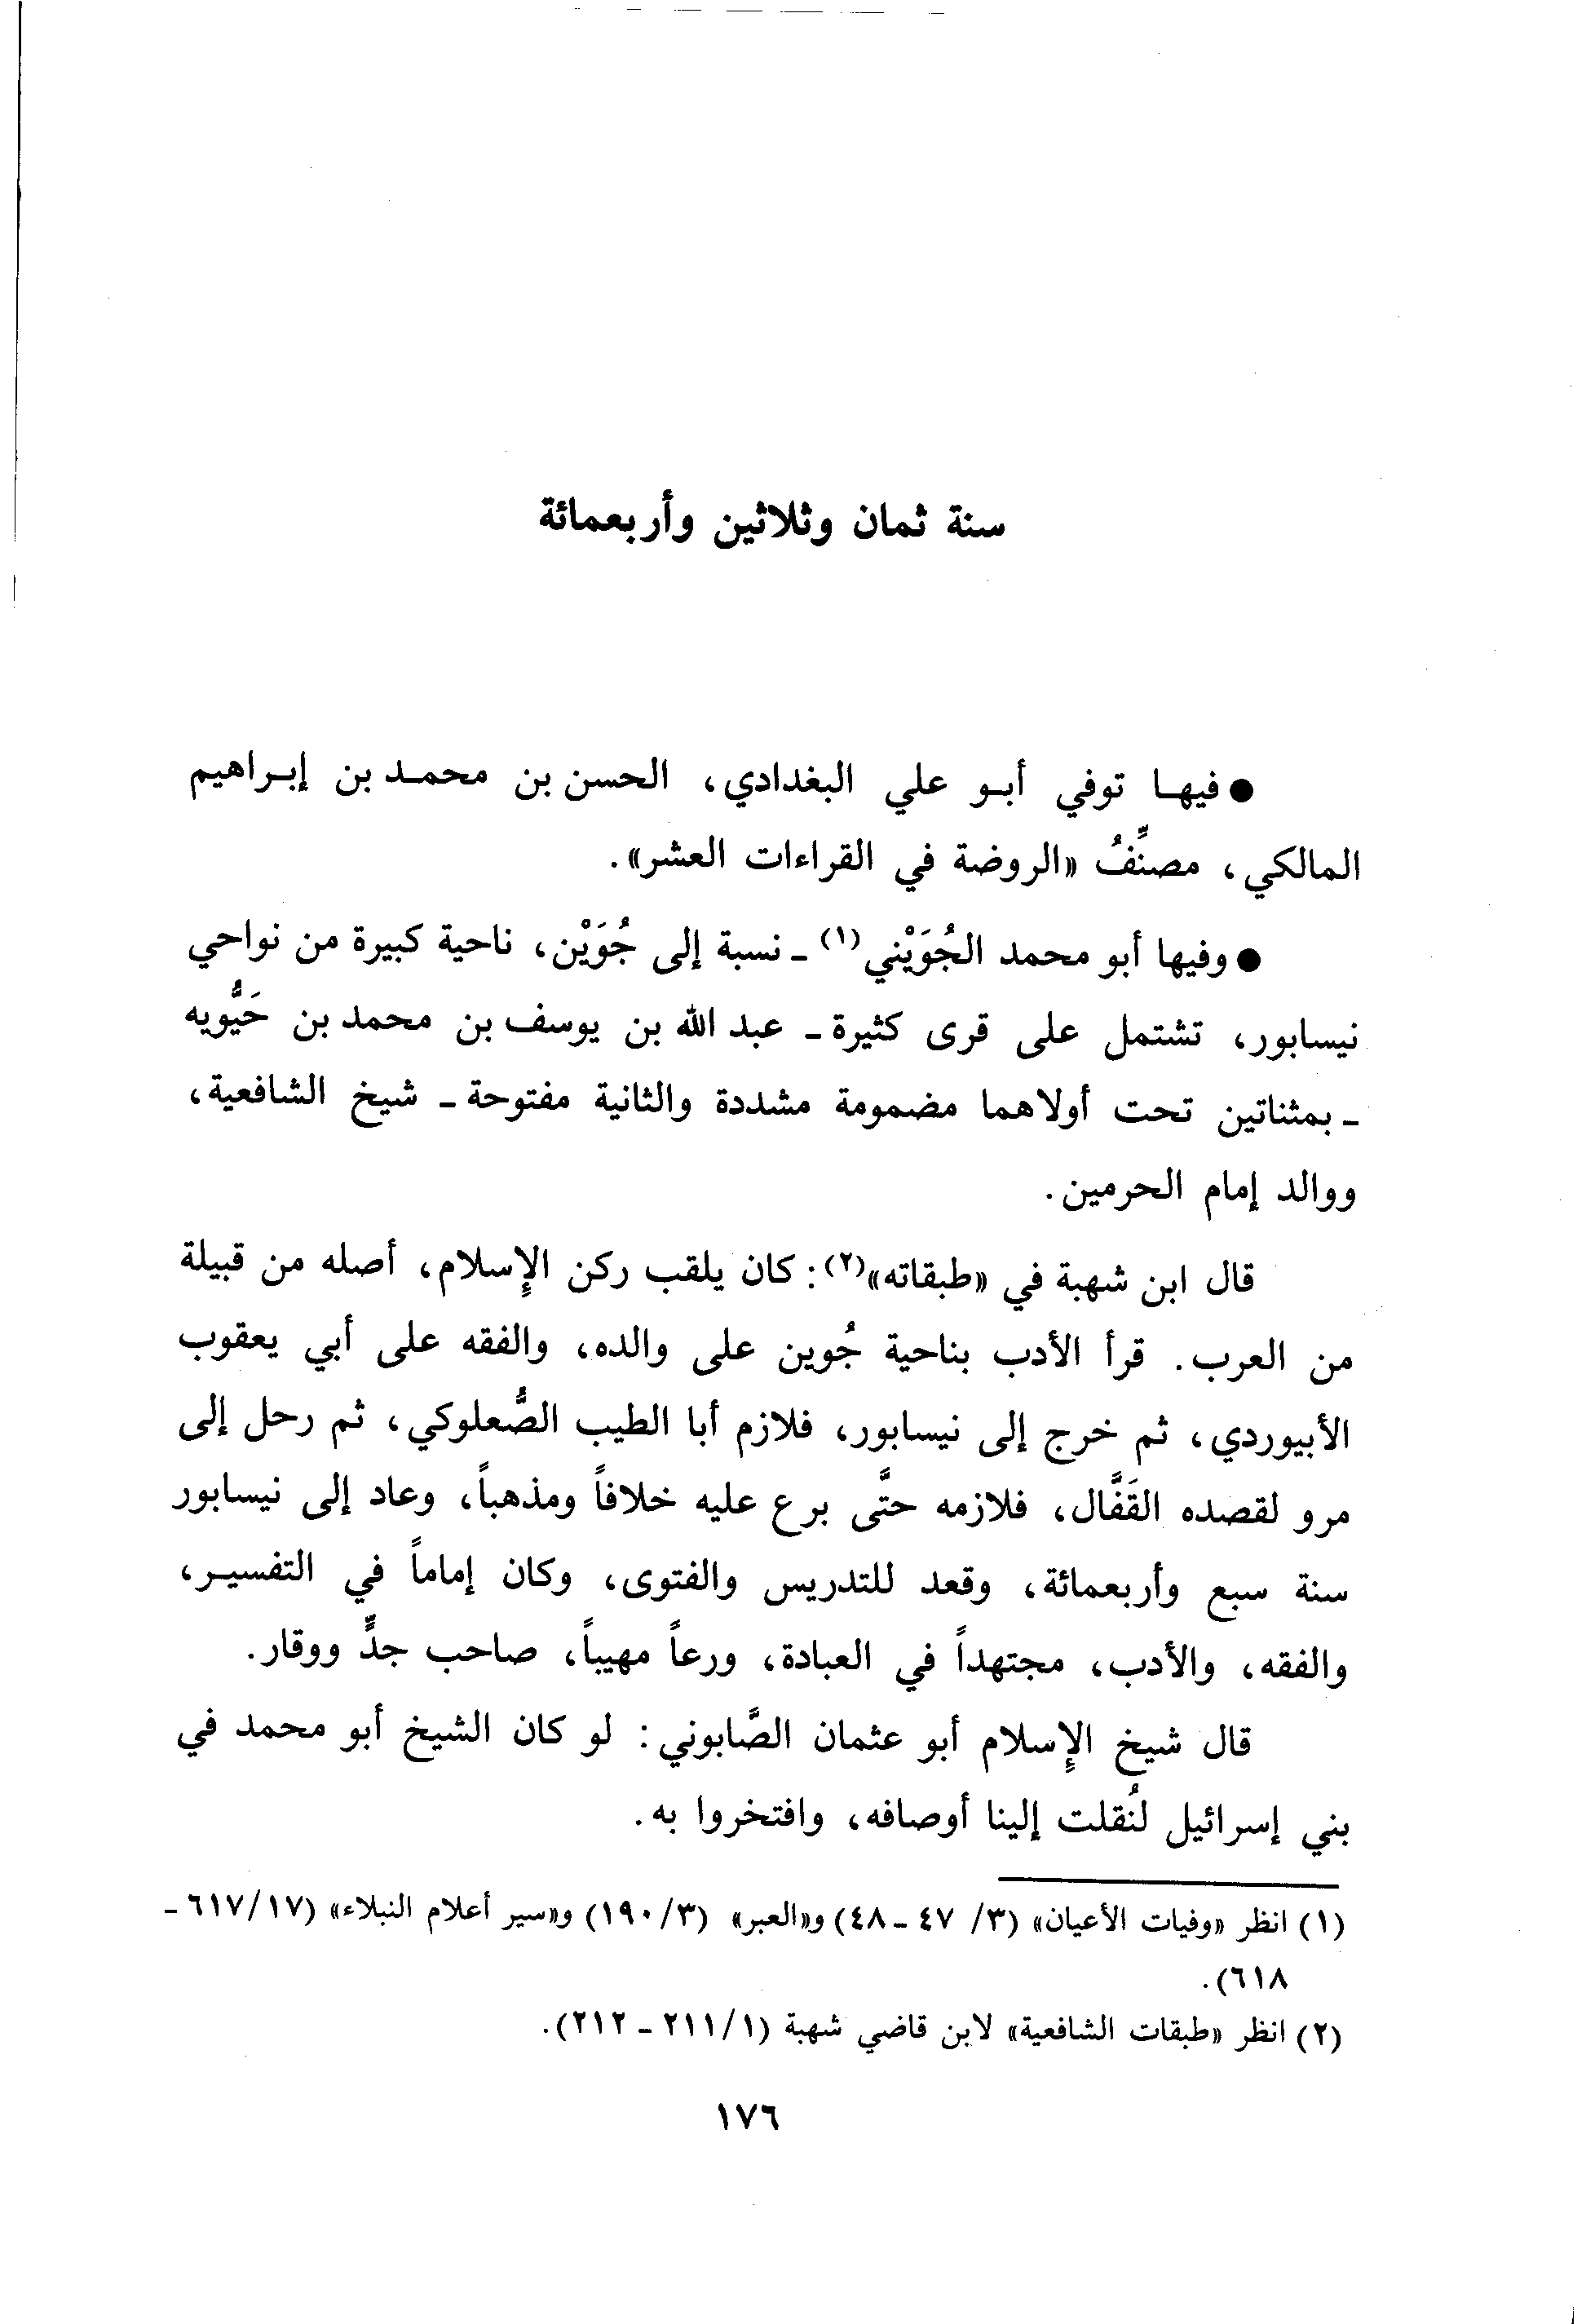 سنة ثمان وثلاثين وأربعمائة
● فيها توفي أبو علي البغدادي، الحسن بن محمد بن إبراهيم
المالكي، مصنِّفُ «الروضة في القراءات العشر».
● وفيها أبو محمد الجُوَيْني(١) ـ نسبة إلى جُوَيْن، ناحية كبيرة من نواحي
نيسابور، تشتمل على قرى كثيرة ـ عبد الله بن يوسف بن محمد بن حَيُّويه
ـ بمثناتين تحت أولاهما مضمومة مشددة والثانية مفتوحة ـ شيخ الشافعية،
ووالد إمام الحرمين.
قال ابن شهبة في «طبقاته»(٢): كان يلقب ركن الإسلام، أصله من قبيلة
من العرب. قرأ الأدب بناحية جُوين على والده، والفقه على أبي يعقوب
الأبيوردي، ثم خرج إلى نيسابور، فلازم أبا الطيب الصُّعلوكي، ثم رحل إلى
مرو لقصده القَفَّال، فلازمه حتَّى برع عليه خلافاً ومذهباً، وعاد إلى نيسابور
سنة سبع وأربعمائة، وقعد للتدريس والفتوى، وكان إماماً في التفسير،
والفقه، والأدب، مجتهداً في العبادة، ورعاً مهيباً، صاحب جدٍّ ووقار.
قال شيخ الإسلام أبو عثمان الصَّابوني: لو كان الشيخ أبو محمد في
بني إسرائيل لنُقلت إلينا أوصافه، وافتخروا به.
(١) انظر «وفيات الأعيان» (٣/ ٤٧ ـ ٤٨) و«العبر» (٣/ ١٩٠) و«سير أعلام النبلاء» (١٧/ ٦١٧ ـ
٦١٨).
(٢) انظر «طبقات الشافعية» لابن قاضي شهبة (١/ ٢١١ ـ ٢١٢).
١٧٦